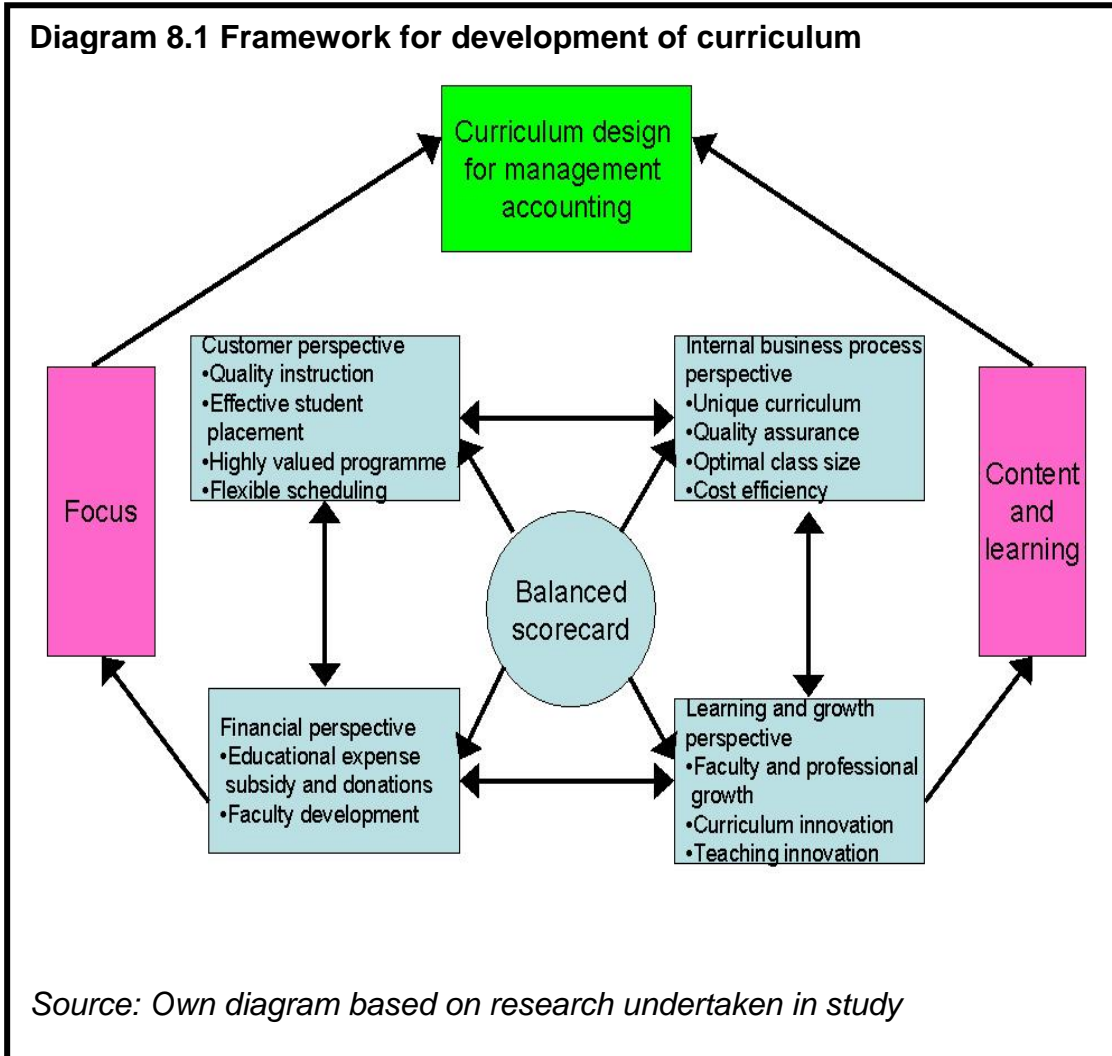 Diagram 8.1 Framework for development of curriculum
Curriculum design
for management
accounting
Customer perspective
•Quality instruction
•Effective student
placement
•Highly valued programme
•Flexible scheduling
Internal business process
perspective
•Unique curriculum
•Quality assurance
•Optimal class size
•Cost efficiency
Focus
Content
and
learning
Balanced
scorecard
Financial perspective
•Educational expense
subsidy and donations
•Faculty development
Learning and growth
perspective
•Faculty and professional
growth
•Curriculum innovation
•Teaching innovation
Source: Own diagram based on research undertaken in study